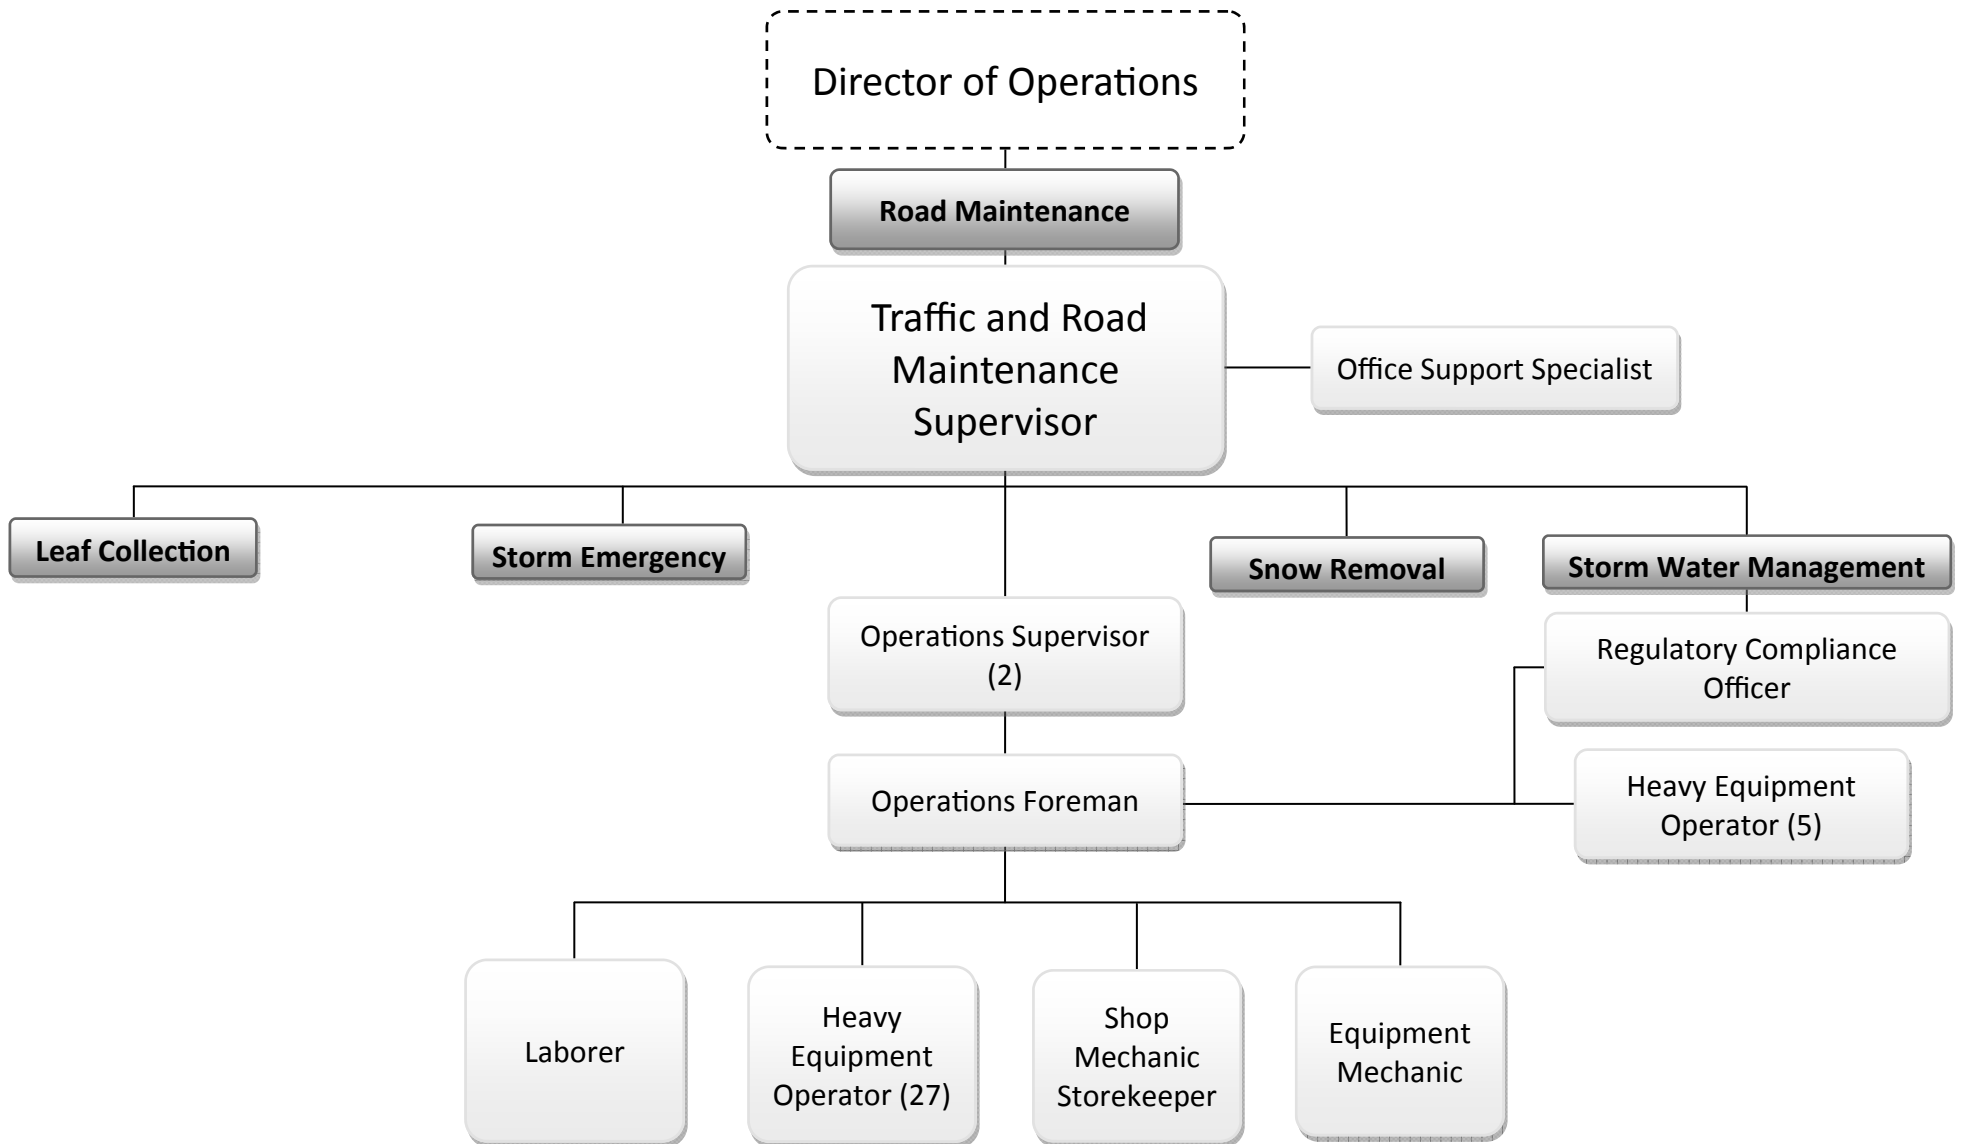 Director of Operations
Road Maintenance
Traffic and Road
Maintenance
Supervisor
Office Support Specialist
Leaf Collection
Storm Emergency
Snow Removal
Storm Water Management
Operations Supervisor
(2)
Regulatory Compliance
Officer
Operations Foreman
Heavy Equipment
Operator (5)
Laborer
Heavy
Equipment
Operator (27)
Shop
Mechanic
Storekeeper
Equipment
Mechanic